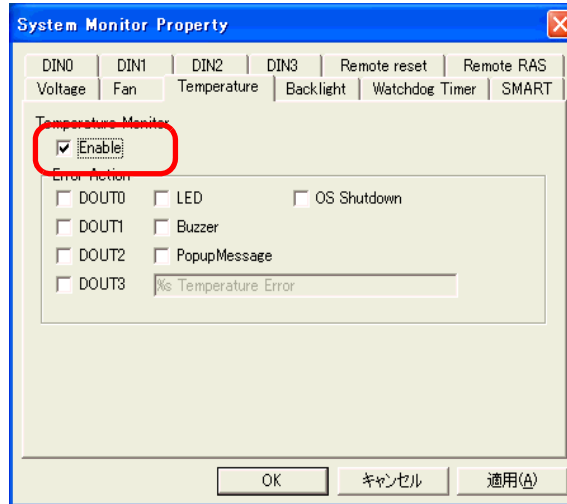 System Monitor Property
DIN0 DIN1 DIN2 DIN3 Remote reset Remote RAS
Voltage Fan Temperature Backlight Watchdog Timer SMART
Temperature Monitor
Enable
Error Action
DOUT0 LED OS Shutdown
DOUT1 Buzzer
DOUT2 PopupMessage
DOUT3 %s Temperature Error
OK キャンセル 適用(A)